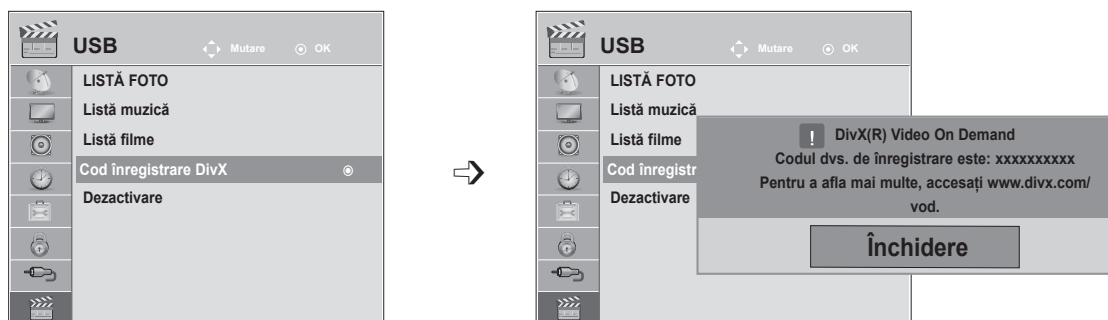 USB Mutare OK
LISTĂ FOTO
Listă muzică
Listă filme
Cod înregistrare DivX
Dezactivare
USB Mutare OK
LISTĂ FOTO
Listă muzică
Listă filme
Cod înregistr
Dezactivare
! DivX(R) Video On Demand
Codul dvs. de înregistrare este: xxxxxxxxxx
Pentru a afla mai multe, accesați www.divx.com/
vod.
Închidere